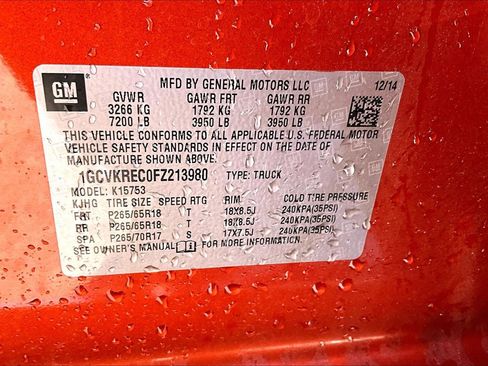 GM
MFD BY GENERAL MOTORS LLC 12/14
GVWR GAWR FRT GAWR RR
3266 KG 1792 KG 1792 KG
7200 LB 3950 LB 3950 LB
THIS VEHICLE CONFORMS TO ALL APPLICABLE U.S. FEDERAL MOTOR
VEHICLE SAFETY STANDARDS IN EFFECT ON THE DATE OF
MANUFACTURE SHOWN ABOVE.
1GCVKREC0FZ213980 TYPE: TRUCK
MODEL: K15753
KJHG TIRE SIZE SPEED RTG RIM COLD TIRE PRESSURE
FRT P265/65R18 T 18X8.5J 240KPA(35PSI)
RR P265/65R18 T 18X8.5J 240KPA(35PSI)
SPA P265/70R17 S 17X7.5J 240KPA(35PSI)
SEE OWNER'S MANUAL FOR MORE INFORMATION.